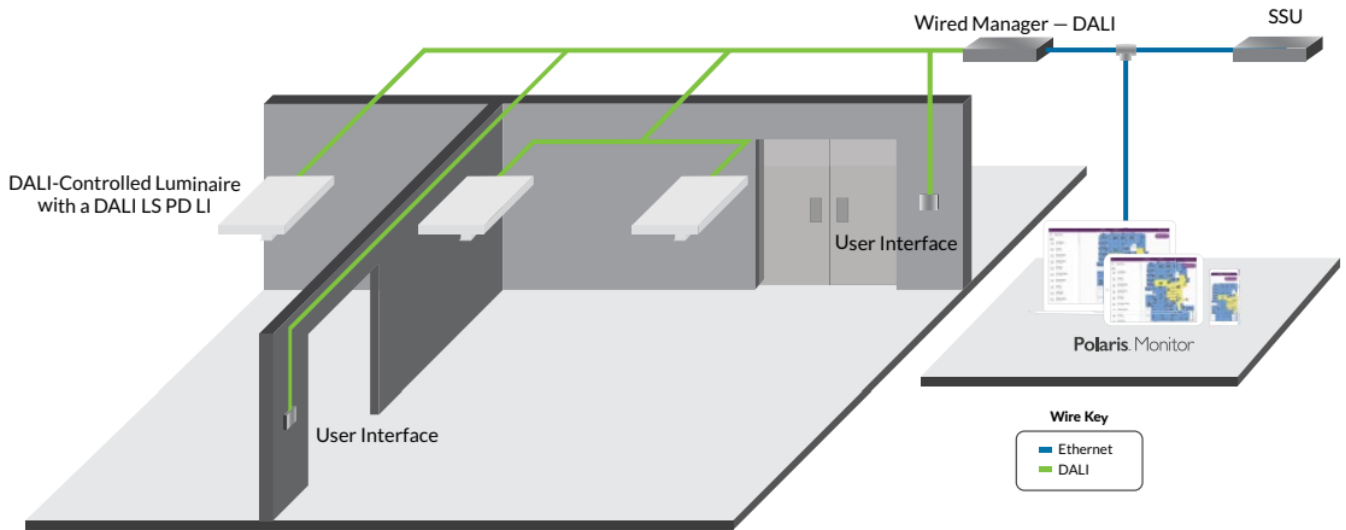 SSU
Wired Manager — DALI
DALI-Controlled Luminaire
with a DALI LS PD LI
User Interface
Polaris. Monitor
User Interface
Wire Key
Ethernet
DALI